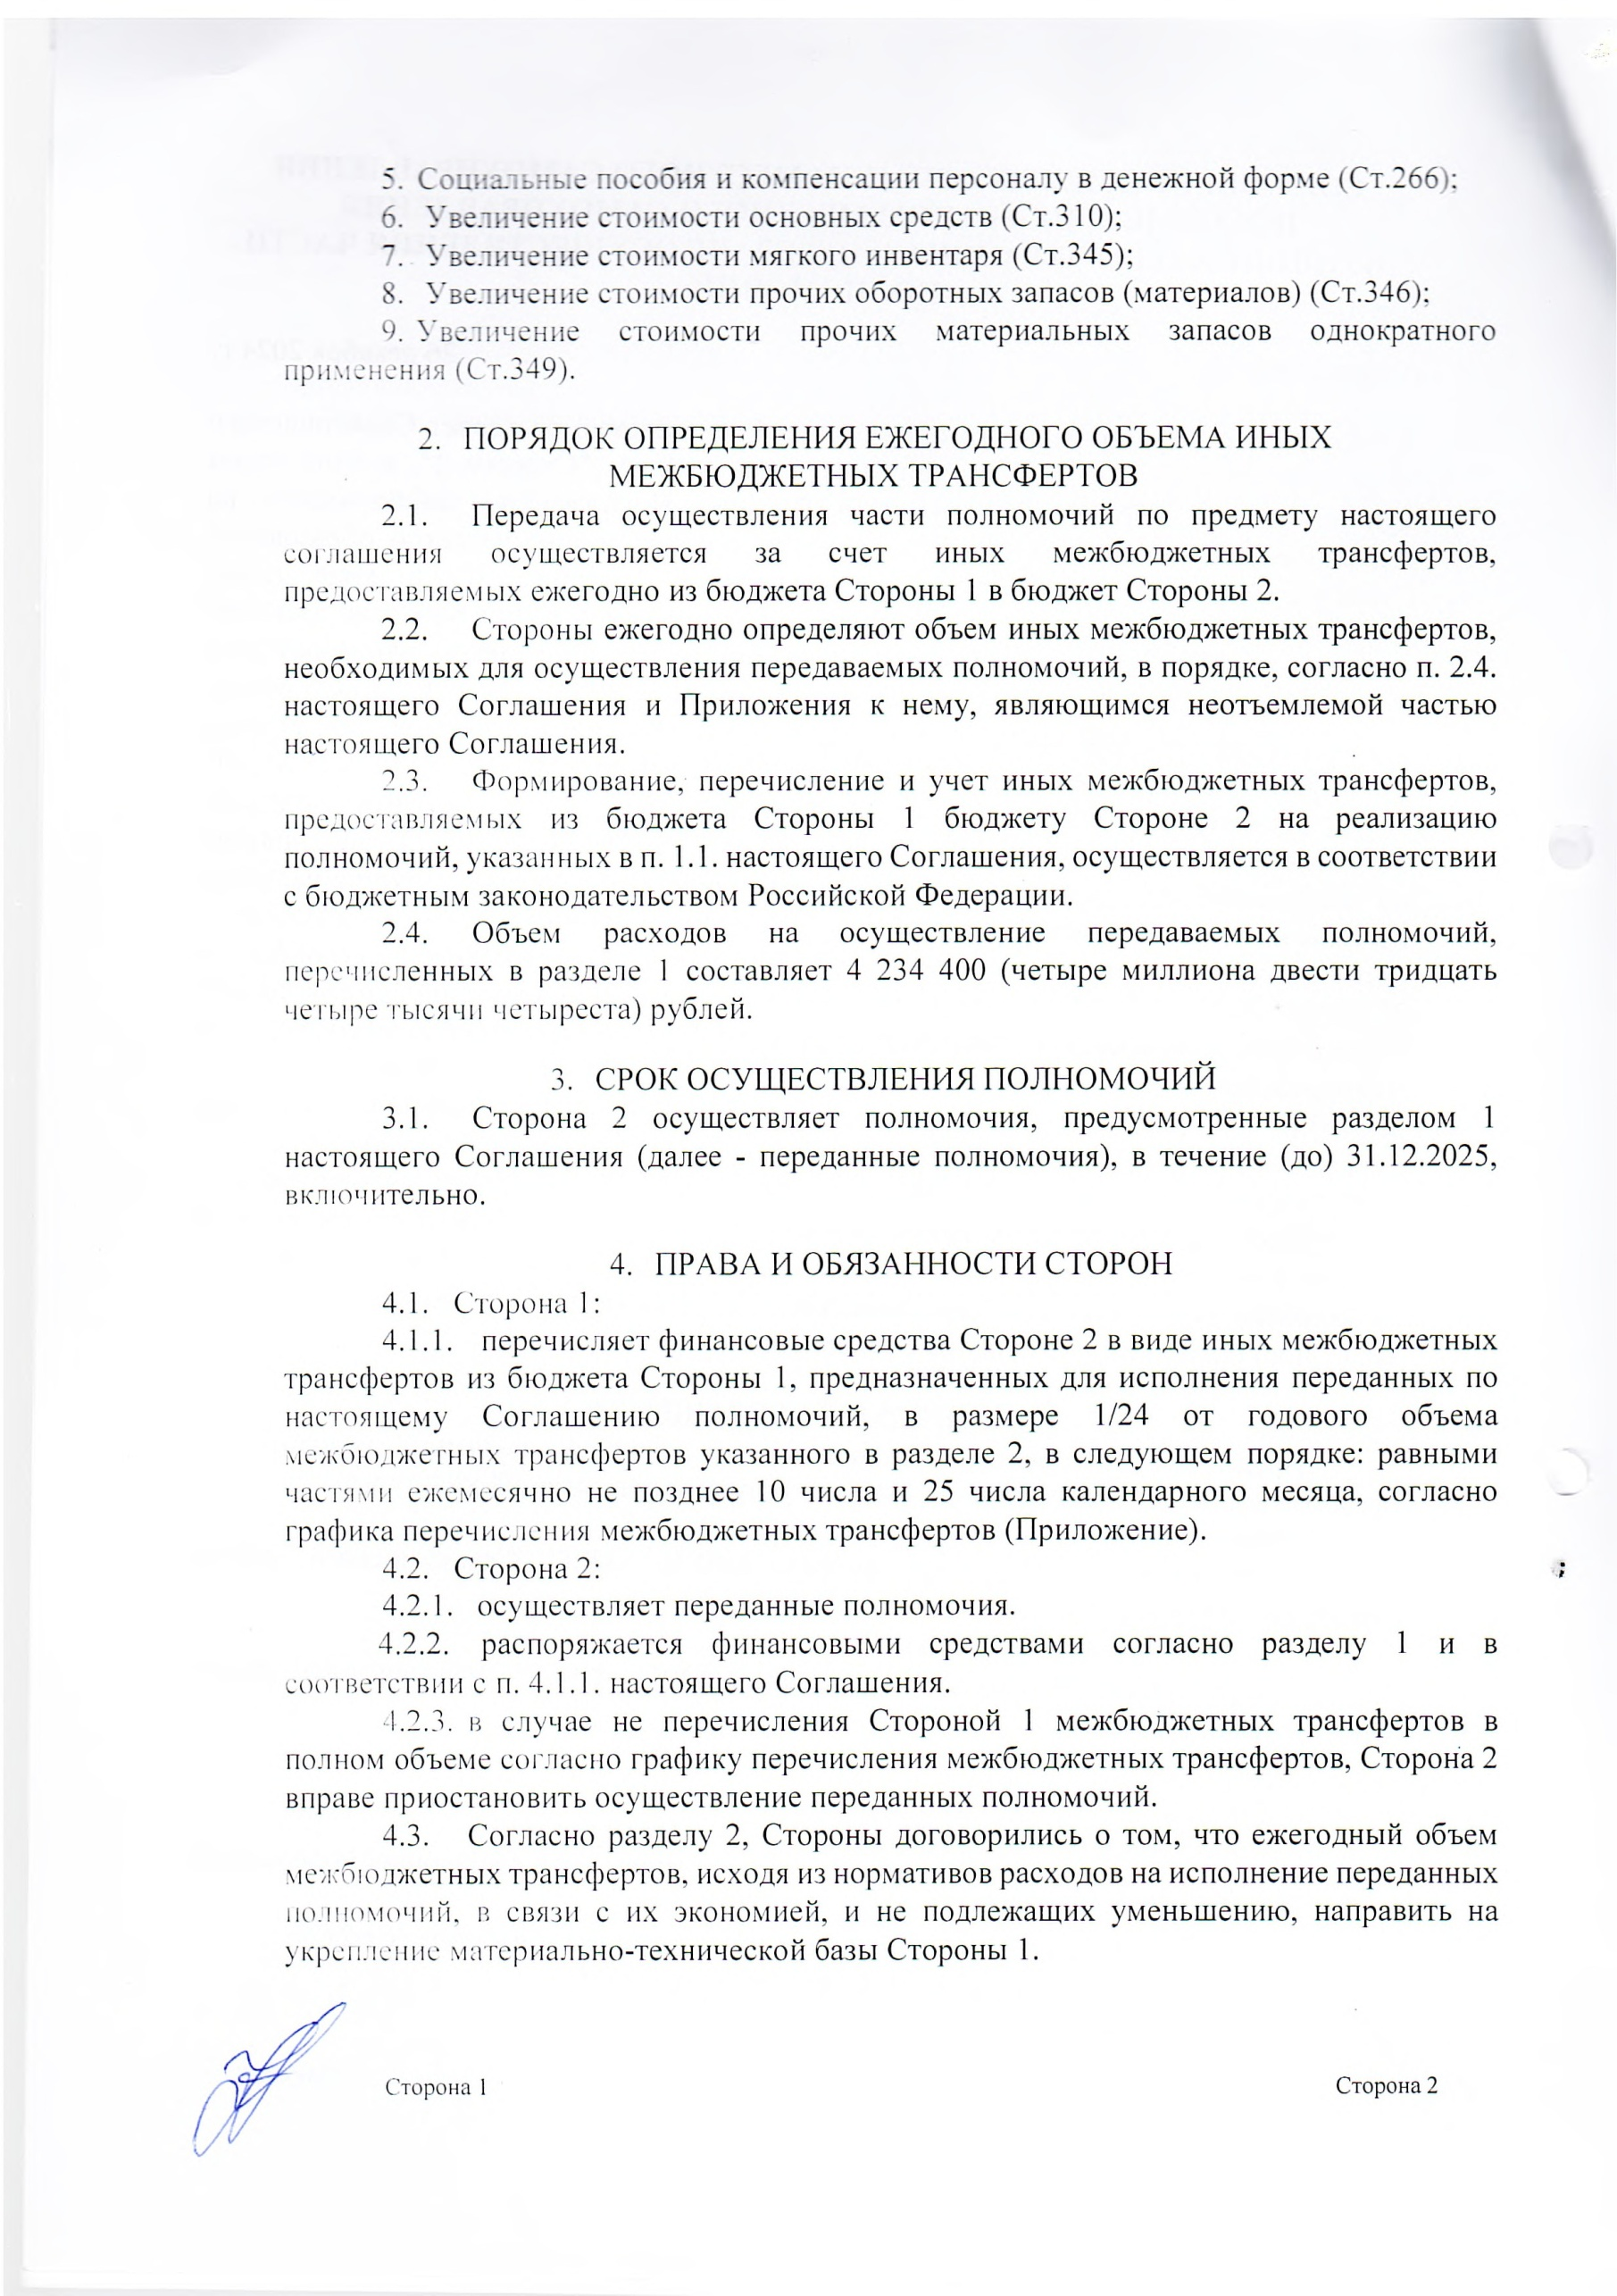 5. Социальные пособия и компенсации персоналу в денежной форме (Ст.266);
6. Увеличение стоимости основных средств (Ст.310);
7. Увеличение стоимости мягкого инвентаря (Ст.345);
8. Увеличение стоимости прочих оборотных запасов (материалов) (Ст.346);
9. Увеличение стоимости прочих материальных запасов однократного
применения (Ст.349).
2. ПОРЯДОК ОПРЕДЕЛЕНИЯ ЕЖЕГОДНОГО ОБЪЕМА ИНЫХ
МЕЖБЮДЖЕТНЫХ ТРАНСФЕРТОВ
2.1. Передача осуществления части полномочий по предмету настоящего
соглашения осуществляется за счет иных межбюджетных трансфертов,
предоставляемых ежегодно из бюджета Стороны 1 в бюджет Стороны 2.
2.2. Стороны ежегодно определяют объем иных межбюджетных трансфертов,
необходимых для осуществления передаваемых полномочий, в порядке, согласно п. 2.4.
настоящего Соглашения и Приложения к нему, являющимся неотъемлемой частью
настоящего Соглашения.
2.3. Формирование, перечисление и учет иных межбюджетных трансфертов,
предоставляемых из бюджета Стороны 1 бюджету Стороне 2 на реализацию
полномочий, указанных в п. 1.1. настоящего Соглашения, осуществляется в соответствии
с бюджетным законодательством Российской Федерации.
2.4. Объем расходов на осуществление передаваемых полномочий,
перечисленных в разделе 1 составляет 4 234 400 (четыре миллиона двести тридцать
четыре тысячи четыреста) рублей.
3. СРОК ОСУЩЕСТВЛЕНИЯ ПОЛНОМОЧИЙ
3.1. Сторона 2 осуществляет полномочия, предусмотренные разделом 1
настоящего Соглашения (далее - переданные полномочия), в течение (до) 31.12.2025,
включительно.
4. ПРАВА И ОБЯЗАННОСТИ СТОРОН
4.1. Сторона 1:
4.1.1. перечисляет финансовые средства Стороне 2 в виде иных межбюджетных
трансфертов из бюджета Стороны 1, предназначенных для исполнения переданных по
настоящему Соглашению полномочий, в размере 1/24 от годового объема
межбюджетных трансфертов указанного в разделе 2, в следующем порядке: равными
частями ежемесячно не позднее 10 числа и 25 числа календарного месяца, согласно
графика перечисления межбюджетных трансфертов (Приложение).
4.2. Сторона 2:
4.2.1. осуществляет переданные полномочия.
4.2.2. распоряжается финансовыми средствами согласно разделу 1 и в
соответствии с п. 4.1.1. настоящего Соглашения.
4.2.3. в случае не перечисления Стороной 1 межбюджетных трансфертов в
полном объеме согласно графику перечисления межбюджетных трансфертов, Сторона 2
вправе приостановить осуществление переданных полномочий.
4.3. Согласно разделу 2, Стороны договорились о том, что ежегодный объем
межбюджетных трансфертов, исходя из нормативов расходов на исполнение переданных
полномочий, в связи с их экономией, и не подлежащих уменьшению, направить на
укрепление материально-технической базы Стороны 1.
Сторона 1
Сторона 2